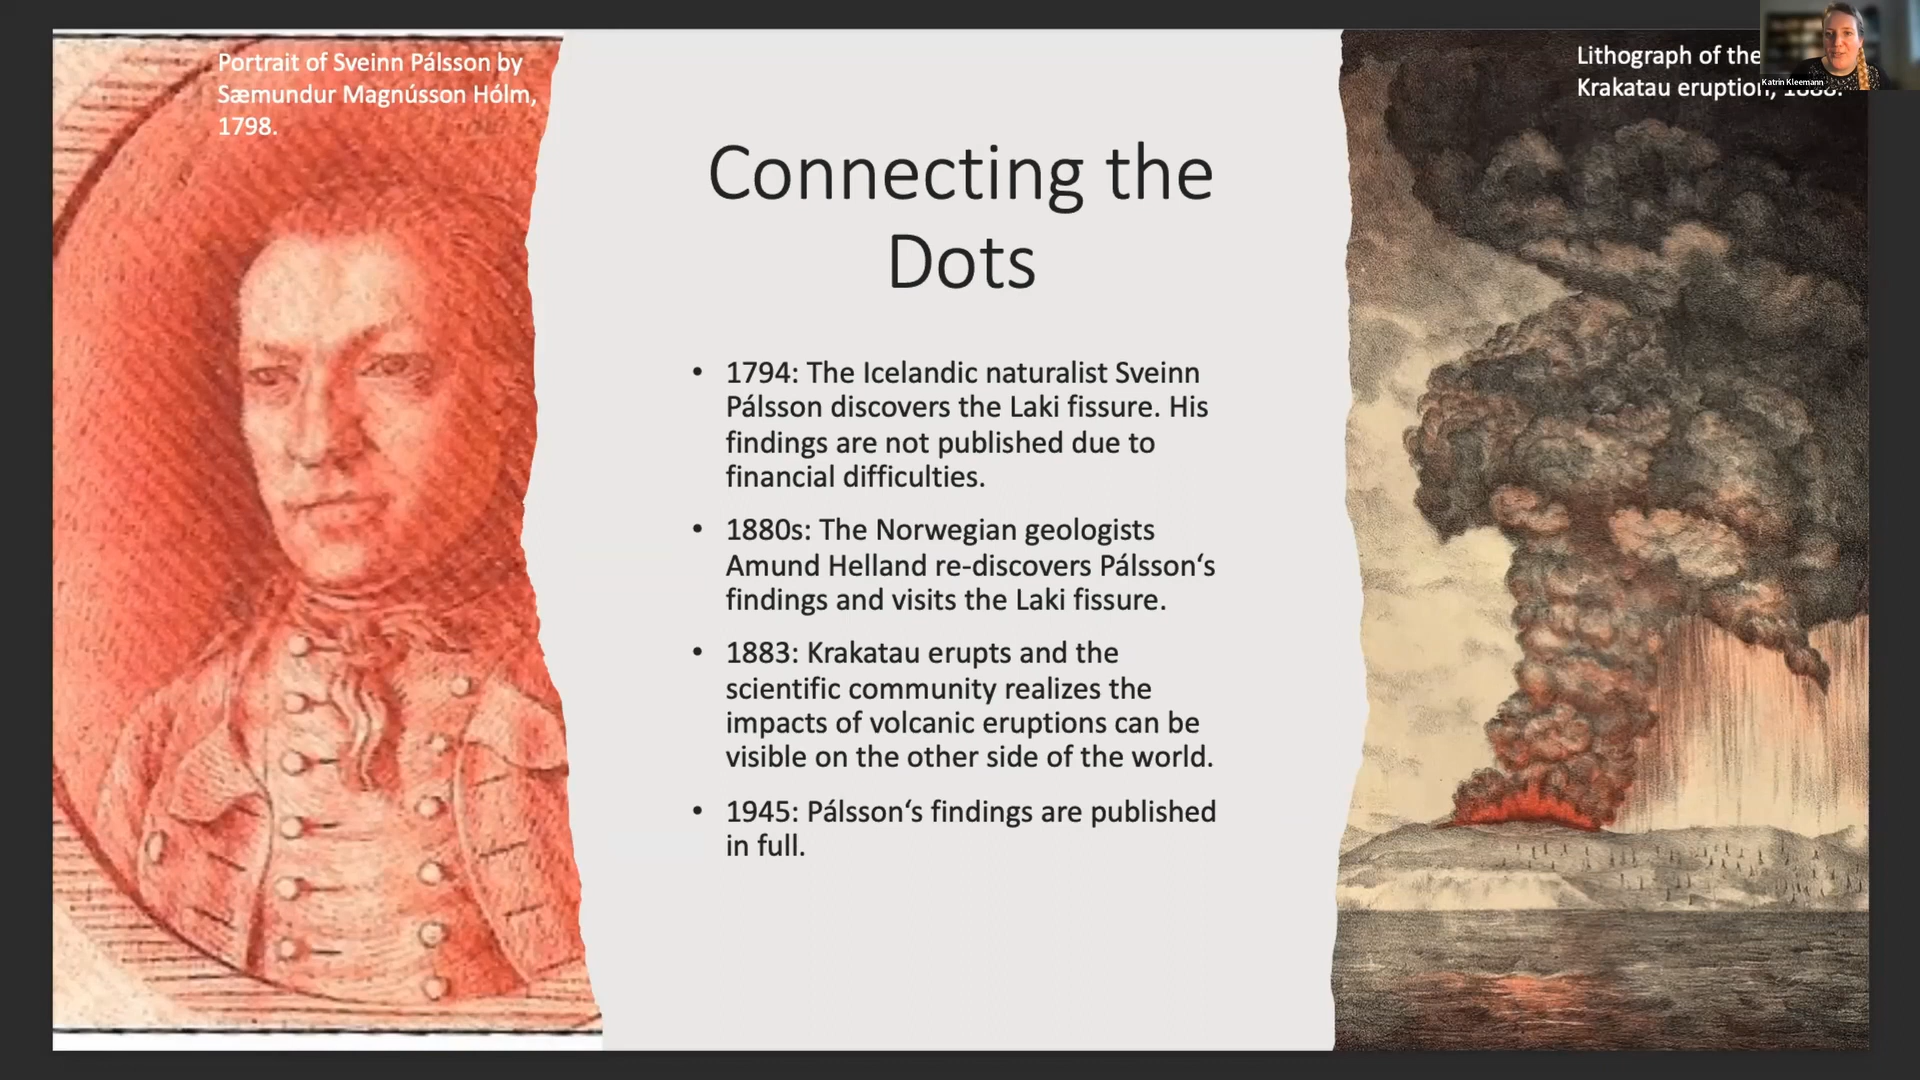 Portrait of Sveinn Pálsson by
Sæmundur Magnússon Hólm,
1798.
Connecting the
Dots
• 1794: The Icelandic naturalist Sveinn
Pálsson discovers the Laki fissure. His
findings are not published due to
financial difficulties.
• 1880s: The Norwegian geologists
Amund Helland re-discovers Pálsson‘s
findings and visits the Laki fissure.
• 1883: Krakatau erupts and the
scientific community realizes the
impacts of volcanic eruptions can be
visible on the other side of the world.
• 1945: Pálsson‘s findings are published
in full.
Lithograph of the
Krakatau eruption,
Katrin Kleemann